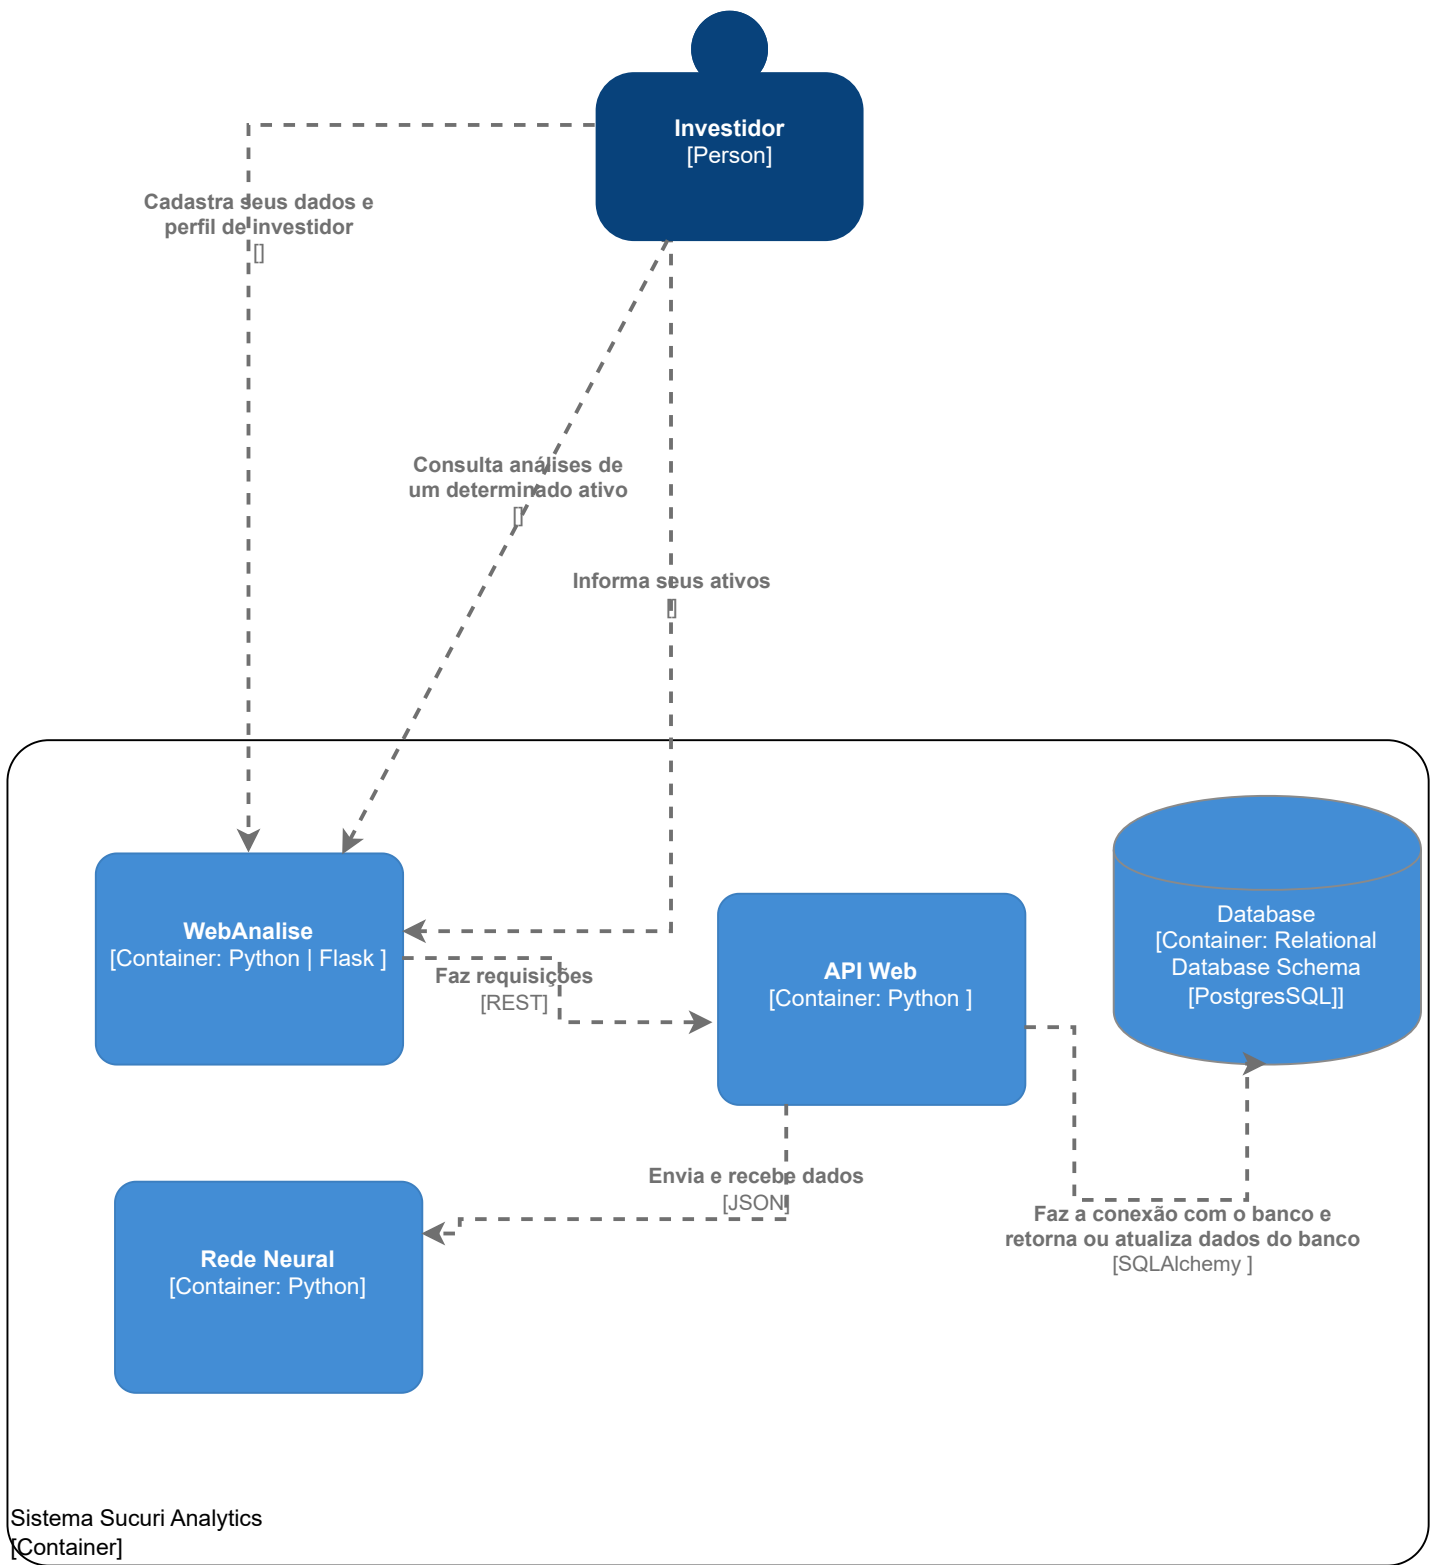 Investidor
[Person]
Cadastra seus dados e
perfil de investidor
[]
Consulta análises de
um determinado ativo
[]
Informa seus ativos
[]
WebAnalise
[Container: Python | Flask ]
Faz requisições
[REST]
API Web
[Container: Python ]
Database
[Container: Relational
Database Schema
[PostgresSQL]]
Envia e recebe dados
[JSON]
Faz a conexão com o banco e
retorna ou atualiza dados do banco
[SQLAlchemy ]
Rede Neural
[Container: Python]
Sistema Sucuri Analytics
[Container]